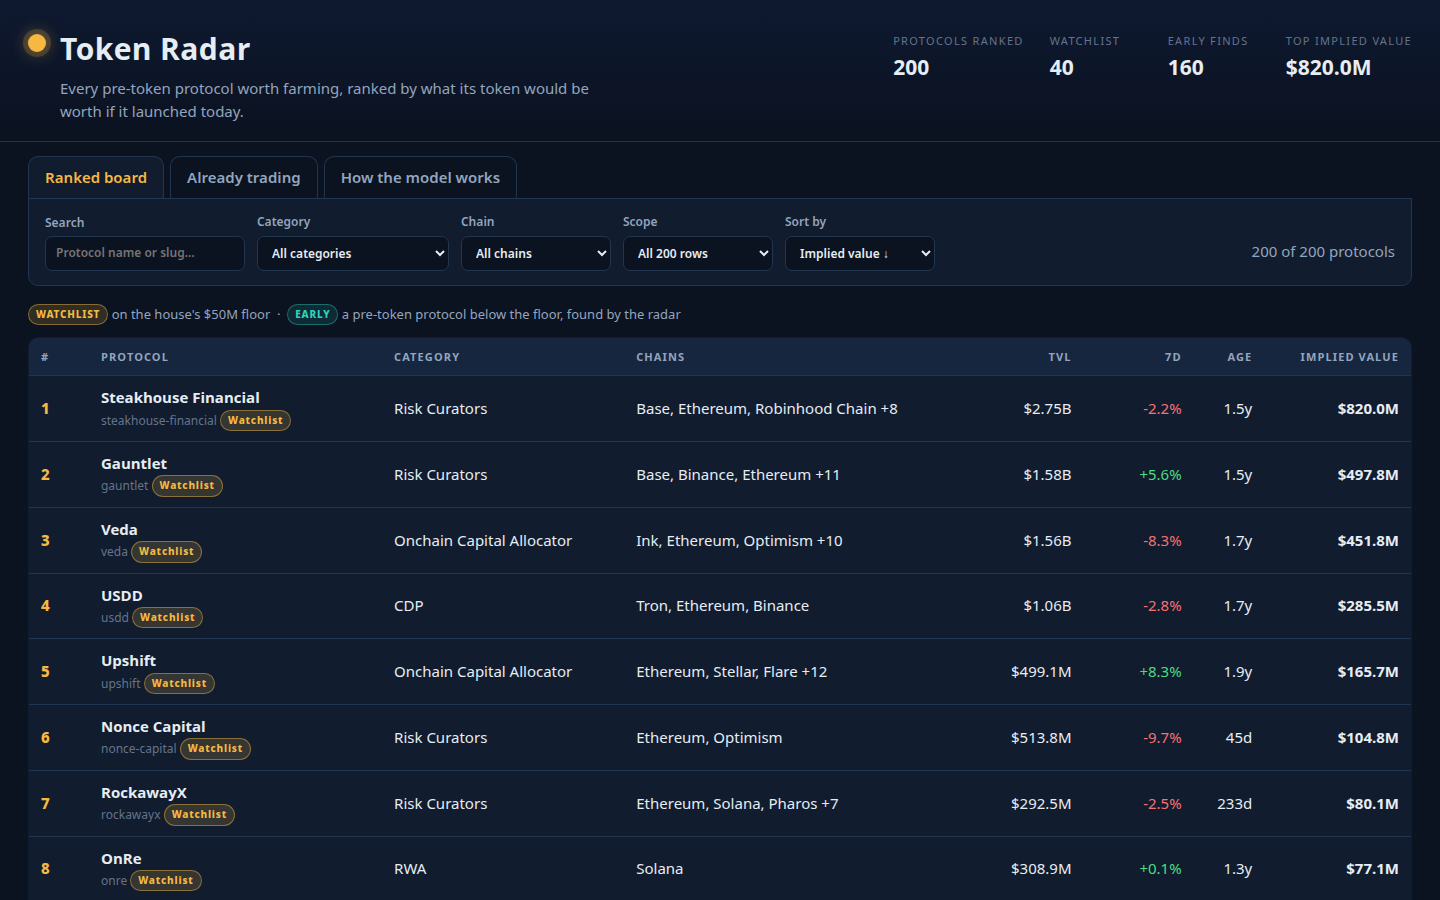 Token Radar
Every pre-token protocol worth farming, ranked by what its token would be
worth if it launched today.
PROTOCOLS RANKED WATCHLIST EARLY FINDS TOP IMPLIED VALUE
200 40 160 $820.0M
Ranked board Already trading How the model works
Search Category Chain Scope Sort by
Protocol name or slug... All categories All chains All 200 rows Implied value ↓ 200 of 200 protocols
WATCHLIST on the house's $50M floor · EARLY a pre-token protocol below the floor, found by the radar
# PROTOCOL CATEGORY CHAINS TVL 7D AGE IMPLIED VALUE
1 Steakhouse Financial Risk Curators Base, Ethereum, Robinhood Chain +8 $2.75B -2.2% 1.5y $820.0M
steakhouse-financial Watchlist
2 Gauntlet Risk Curators Base, Binance, Ethereum +11 $1.58B +5.6% 1.5y $497.8M
gauntlet Watchlist
3 Veda Onchain Capital Allocator Ink, Ethereum, Optimism +10 $1.56B -8.3% 1.7y $451.8M
veda Watchlist
4 USDD CDP Tron, Ethereum, Binance $1.06B -2.8% 1.7y $285.5M
usdd Watchlist
5 Upshift Onchain Capital Allocator Ethereum, Stellar, Flare +12 $499.1M +8.3% 1.9y $165.7M
upshift Watchlist
6 Nonce Capital Risk Curators Ethereum, Optimism $513.8M -9.7% 45d $104.8M
nonce-capital Watchlist
7 RockawayX Risk Curators Ethereum, Solana, Pharos +7 $292.5M -2.5% 233d $80.1M
rockawayx Watchlist
8 OnRe RWA Solana $308.9M +0.1% 1.3y $77.1M
onre Watchlist